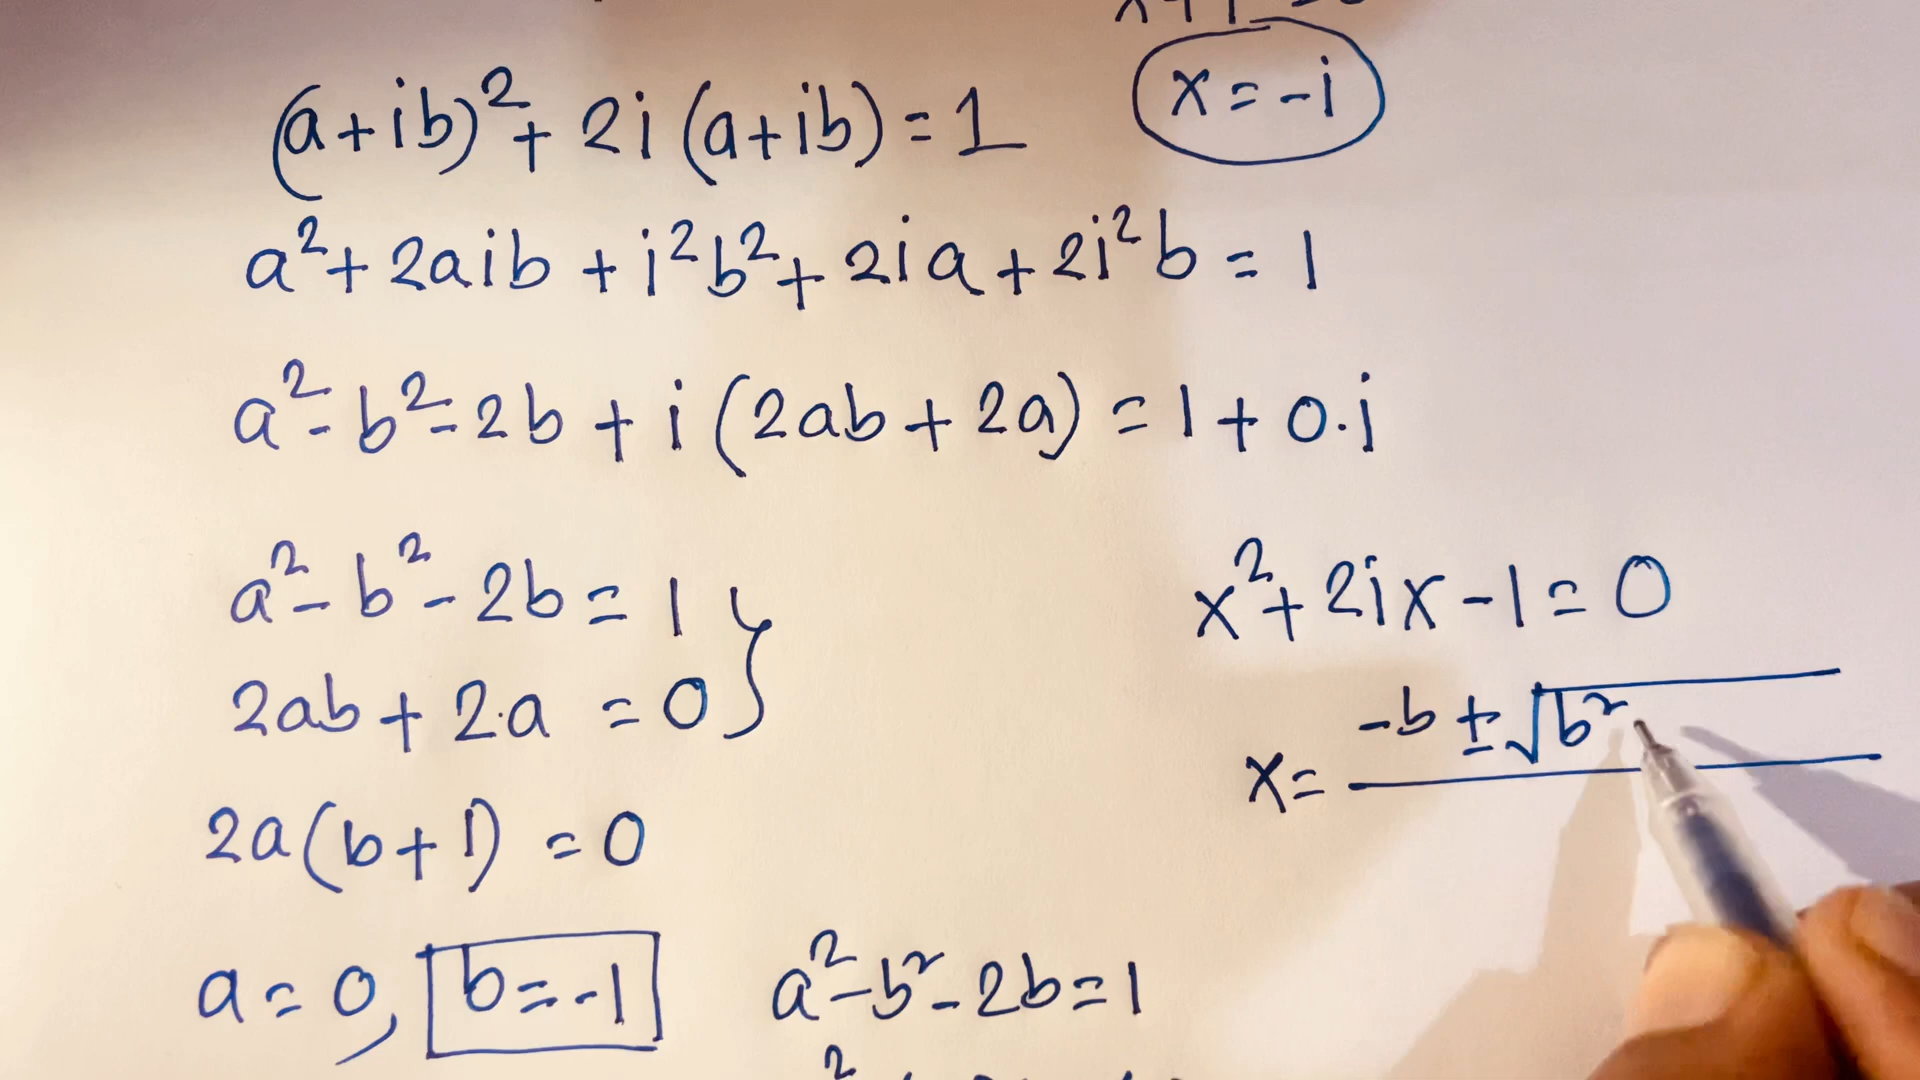 x = -i
(a+ib)² + 2i(a+ib) = 1
a² + 2aib + i²b² + 2ia + 2i²b = 1
a² - b² - 2b + i(2ab + 2a) = 1 + 0·i
a² - b² - 2b = 1
2ab + 2·a = 0 }
2a(b+1) = 0
a = 0, b = -1
a² - b² - 2b = 1
x² + 2ix - 1 = 0
x = -b ± √b²